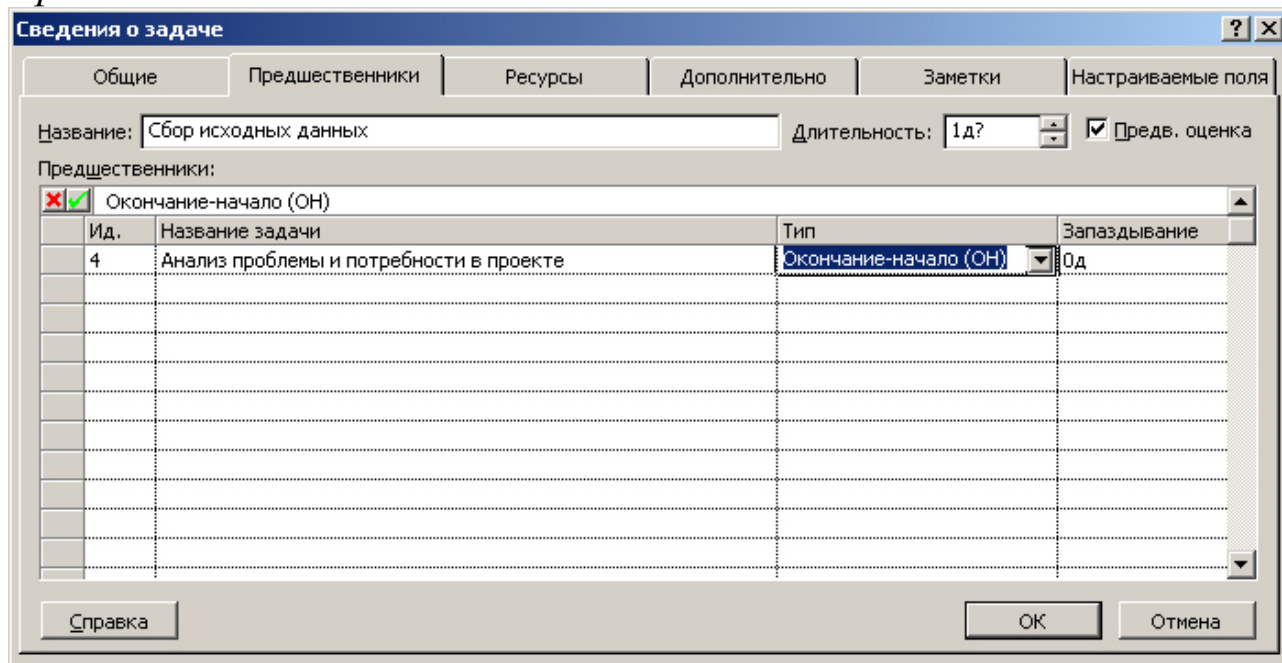 Сведения о задаче
Общие Предшественники Ресурсы Дополнительно Заметки Настраиваемые поля
Название: Сбор исходных данных Длительность: 1д? Предв. оценка
Предшественники:
Окончание-начало (ОН)
Ид. Название задачи Тип Запаздывание
4 Анализ проблемы и потребности в проекте Окончание-начало (ОН) 0д
Справка ОК Отмена